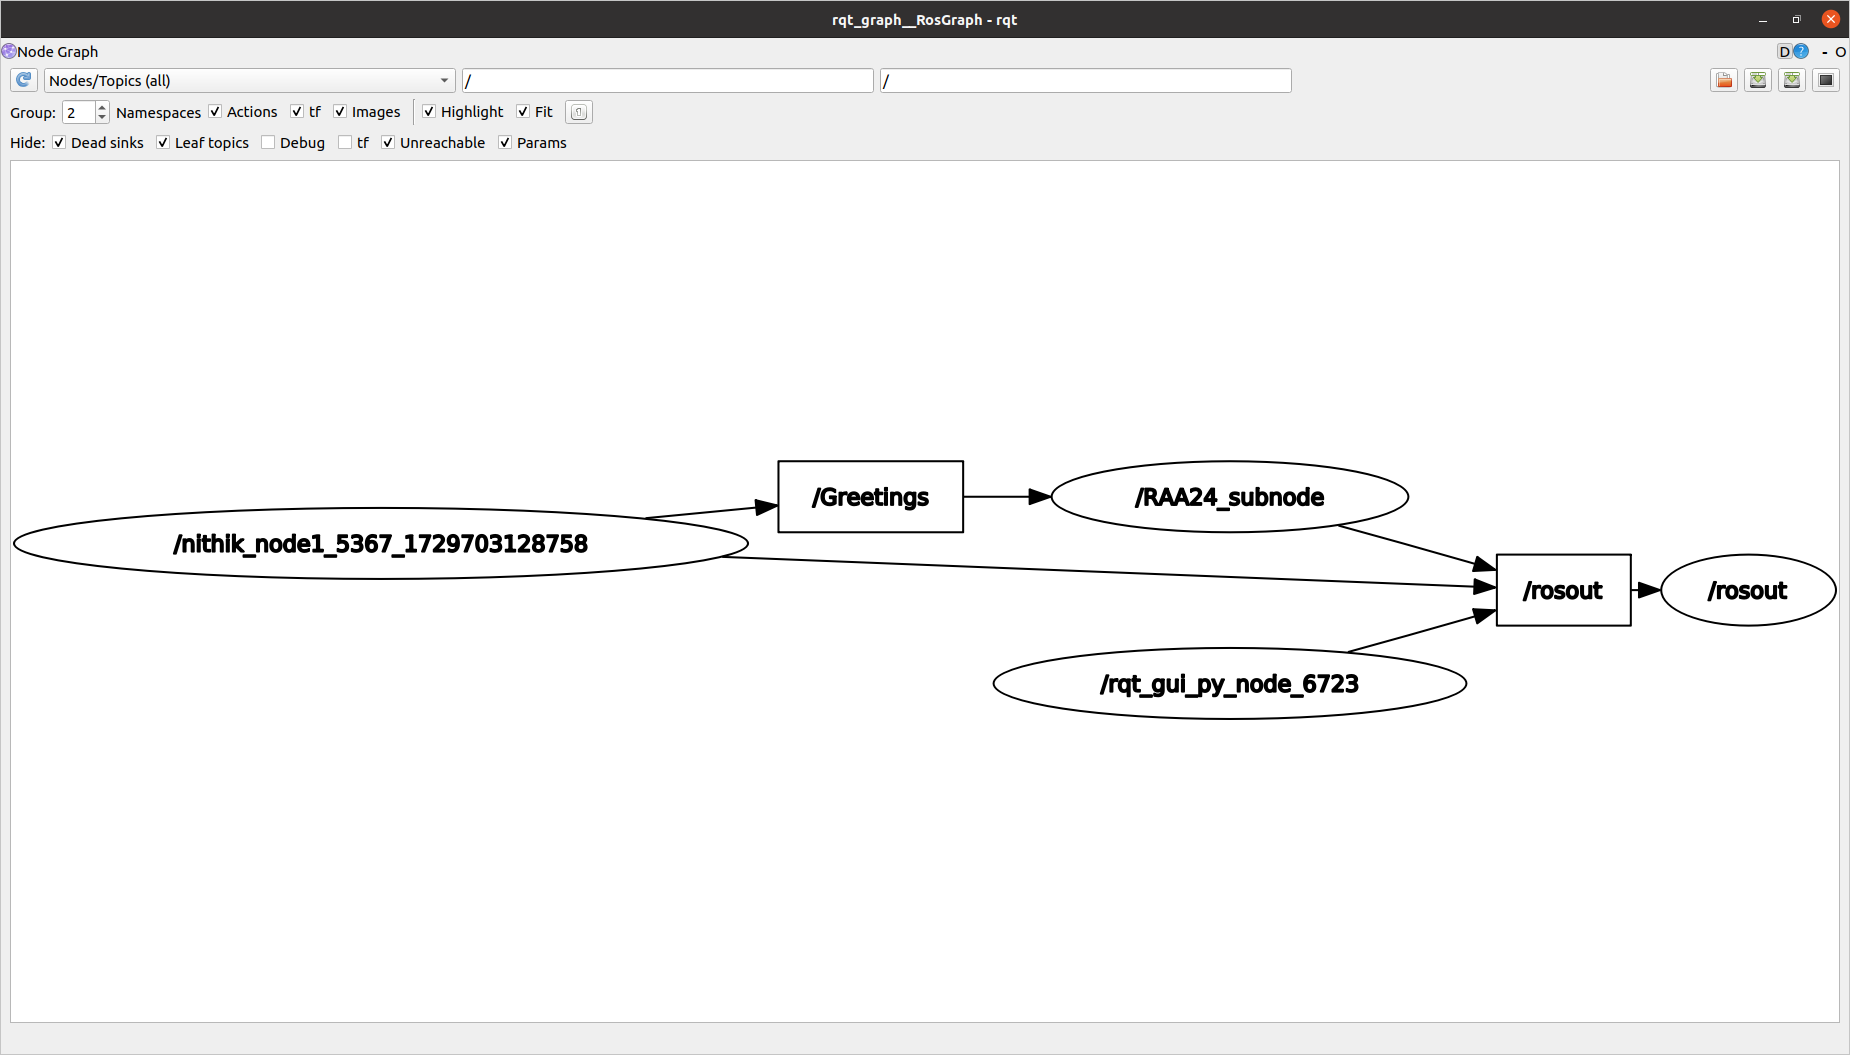 rqt_graph__RosGraph - rqt
Node Graph
D ? - O
Nodes/Topics (all) / /
Group: 2 Namespaces Actions tf Images Highlight Fit
Hide: Dead sinks Leaf topics Debug tf Unreachable Params
/Greetings
/RAA24_subnode
/nithik_node1_5367_1729703128758
/rosout
/rosout
/rqt_gui_py_node_6723